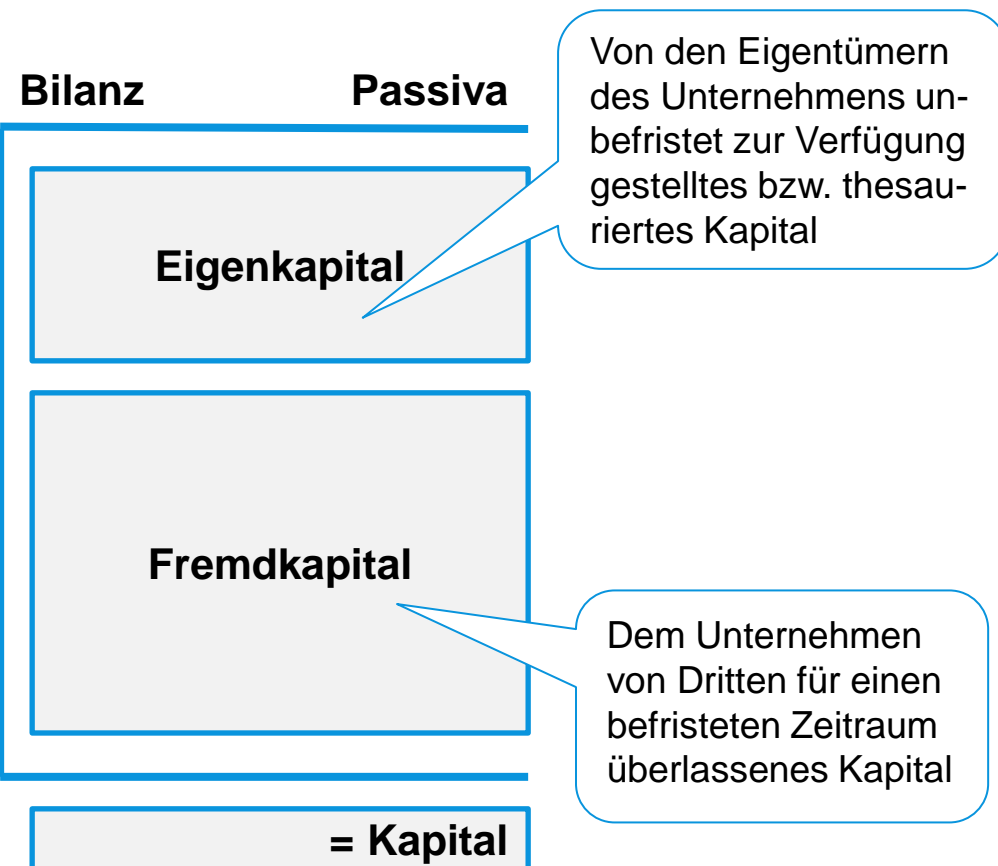 Bilanz Passiva
Von den Eigentümern
des Unternehmens un-
befristet zur Verfügung
gestelltes bzw. thesau-
riertes Kapital
Eigenkapital
Fremdkapital
Dem Unternehmen
von Dritten für einen
befristeten Zeitraum
überlassenes Kapital
= Kapital